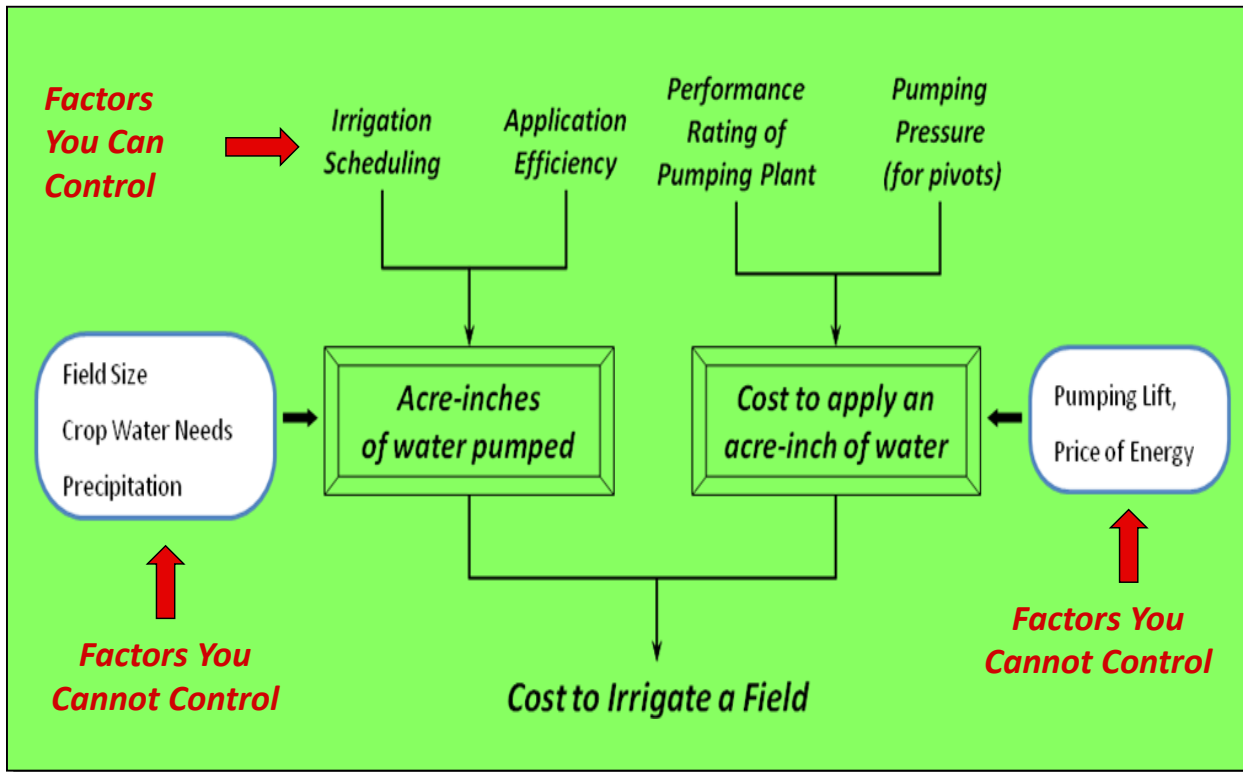 Factors
You Can
Control
Irrigation
Scheduling
Application
Efficiency
Performance
Rating of
Pumping Plant
Pumping
Pressure
(for pivots)
Field Size
Crop Water Needs
Precipitation
Acre-inches
of water pumped
Cost to apply an
acre-inch of water
Pumping Lift,
Price of Energy
Factors You
Cannot Control
Factors You
Cannot Control
Cost to Irrigate a Field